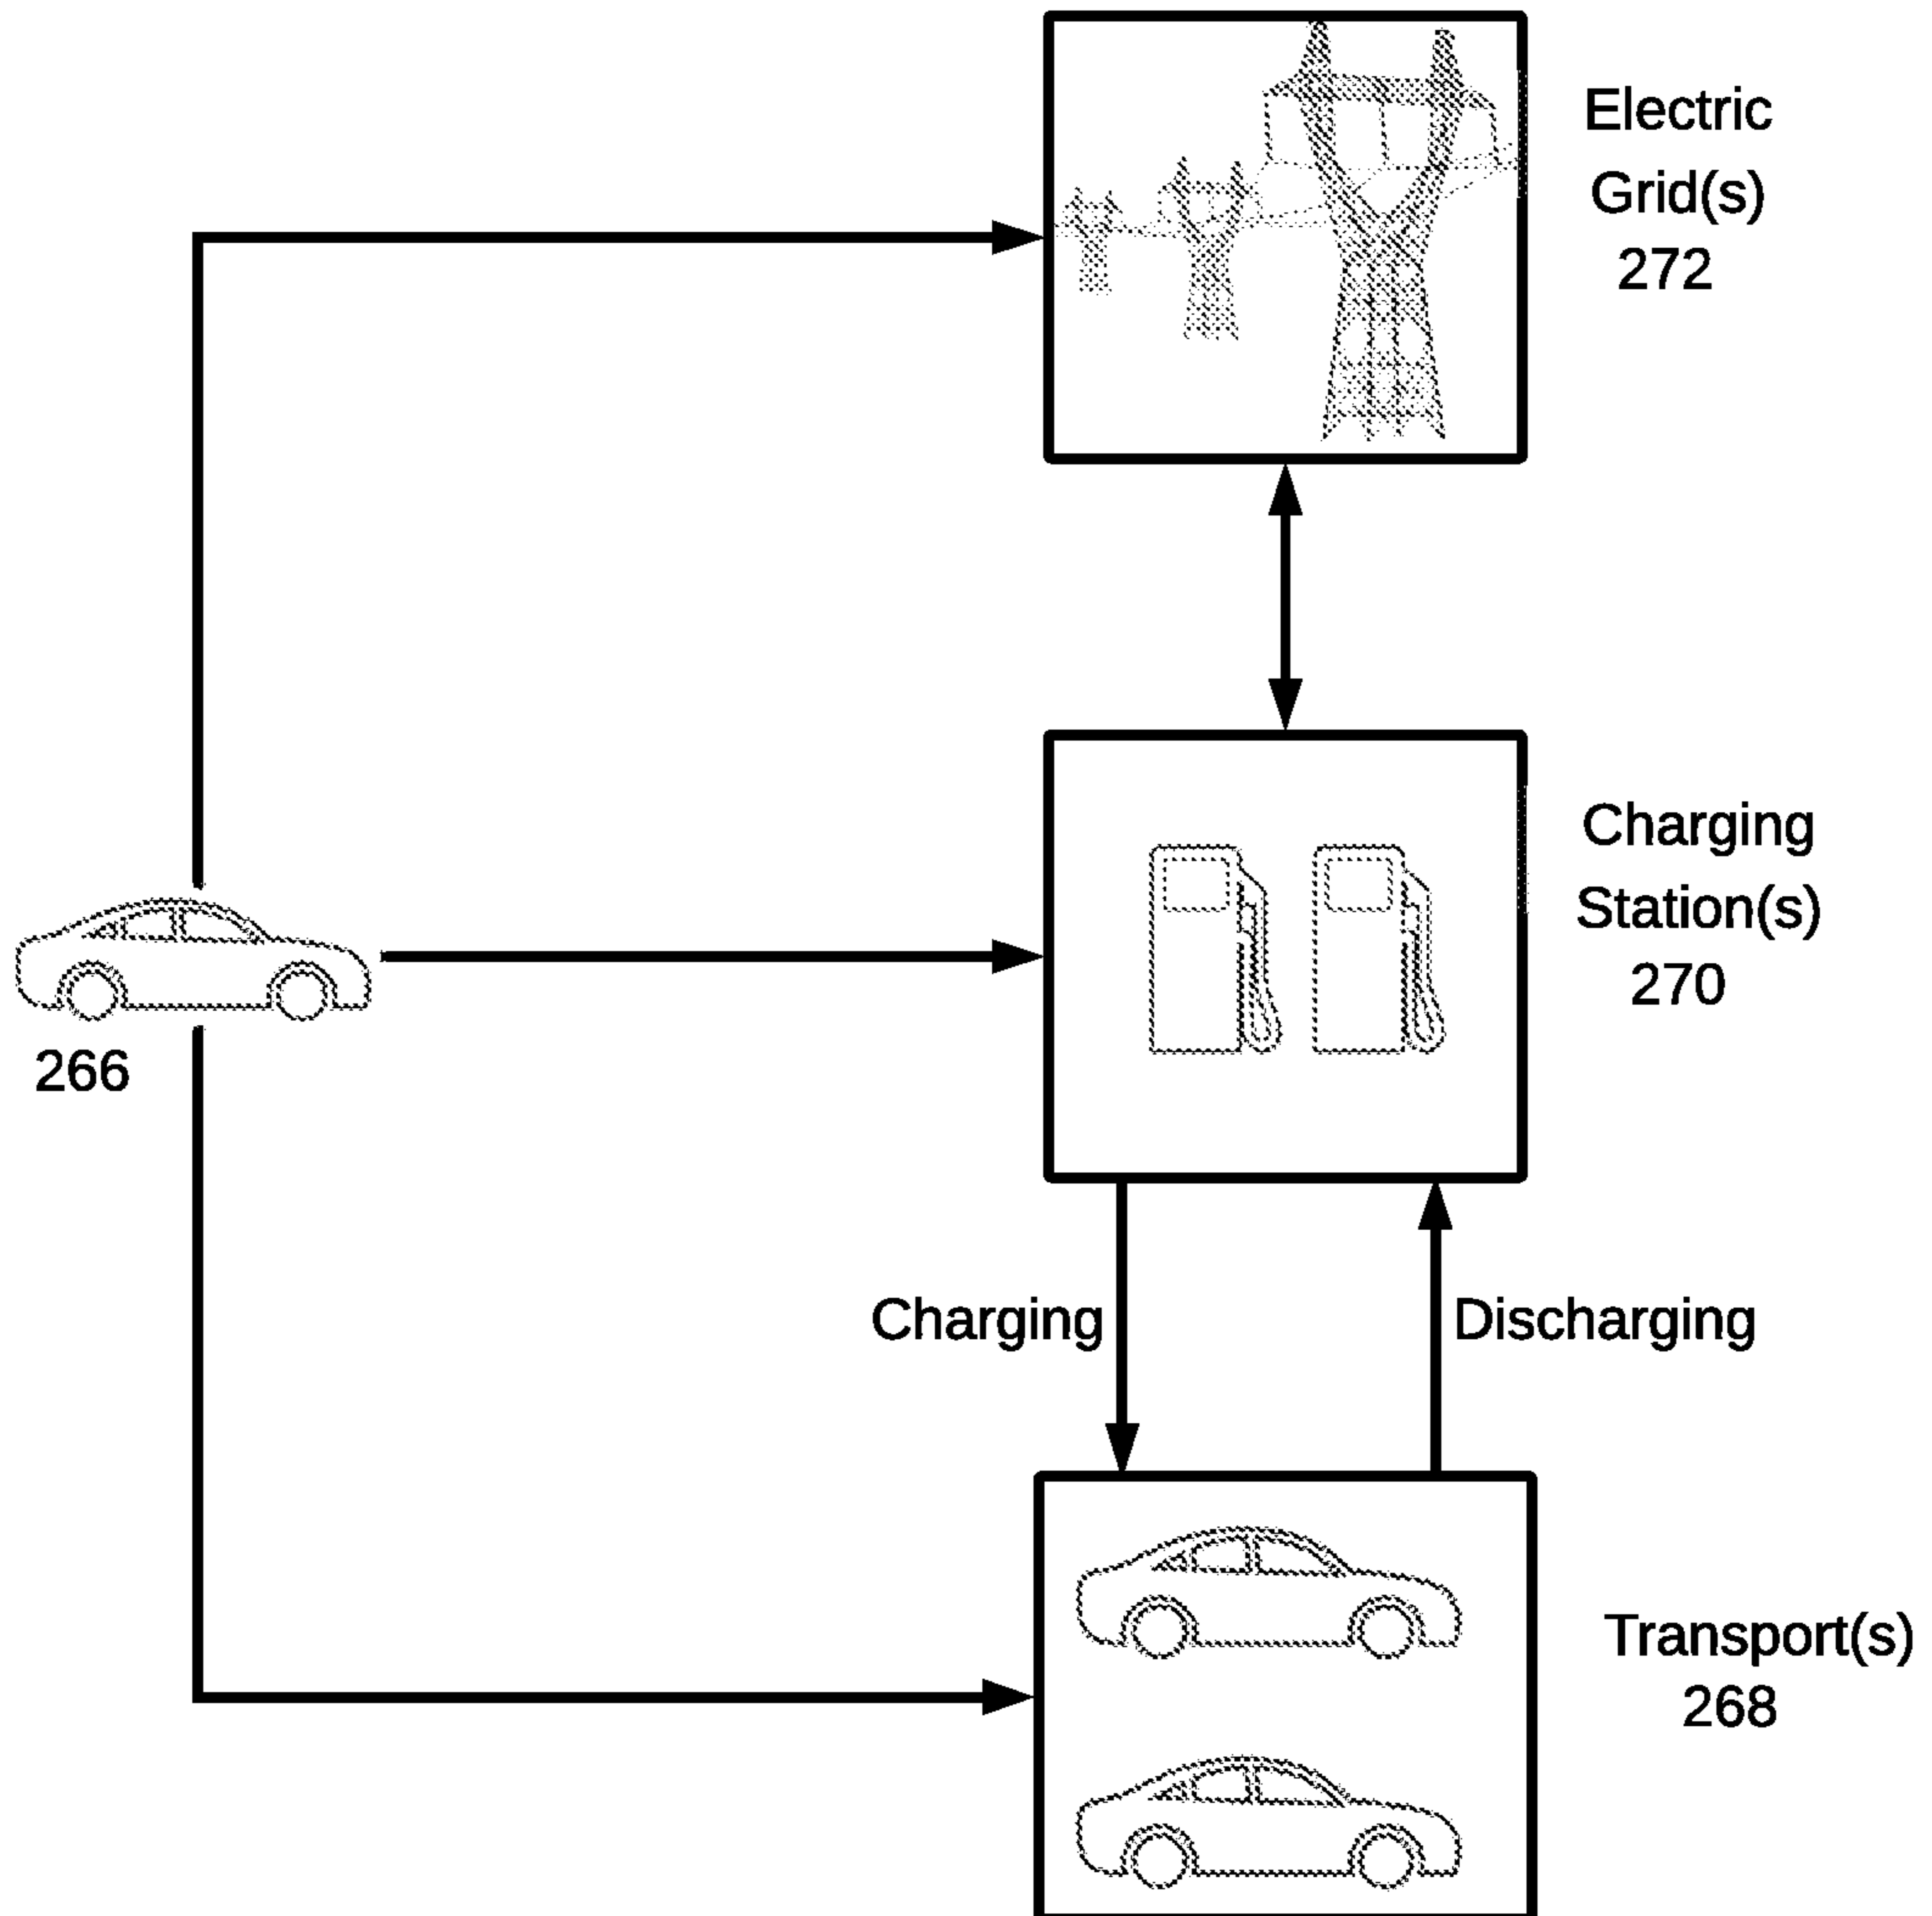 Electric
Grid(s)
272
Charging
Station(s)
270
266
Charging
Discharging
Transport(s)
268